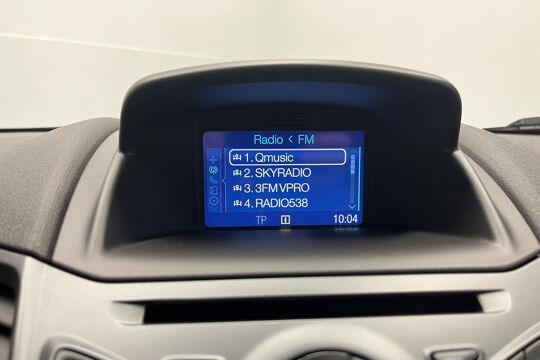 Radio < FM
1. Qmusic
2. SKYRADIO
3. 3FM VPRO
4. RADIO538
TP i 10:04